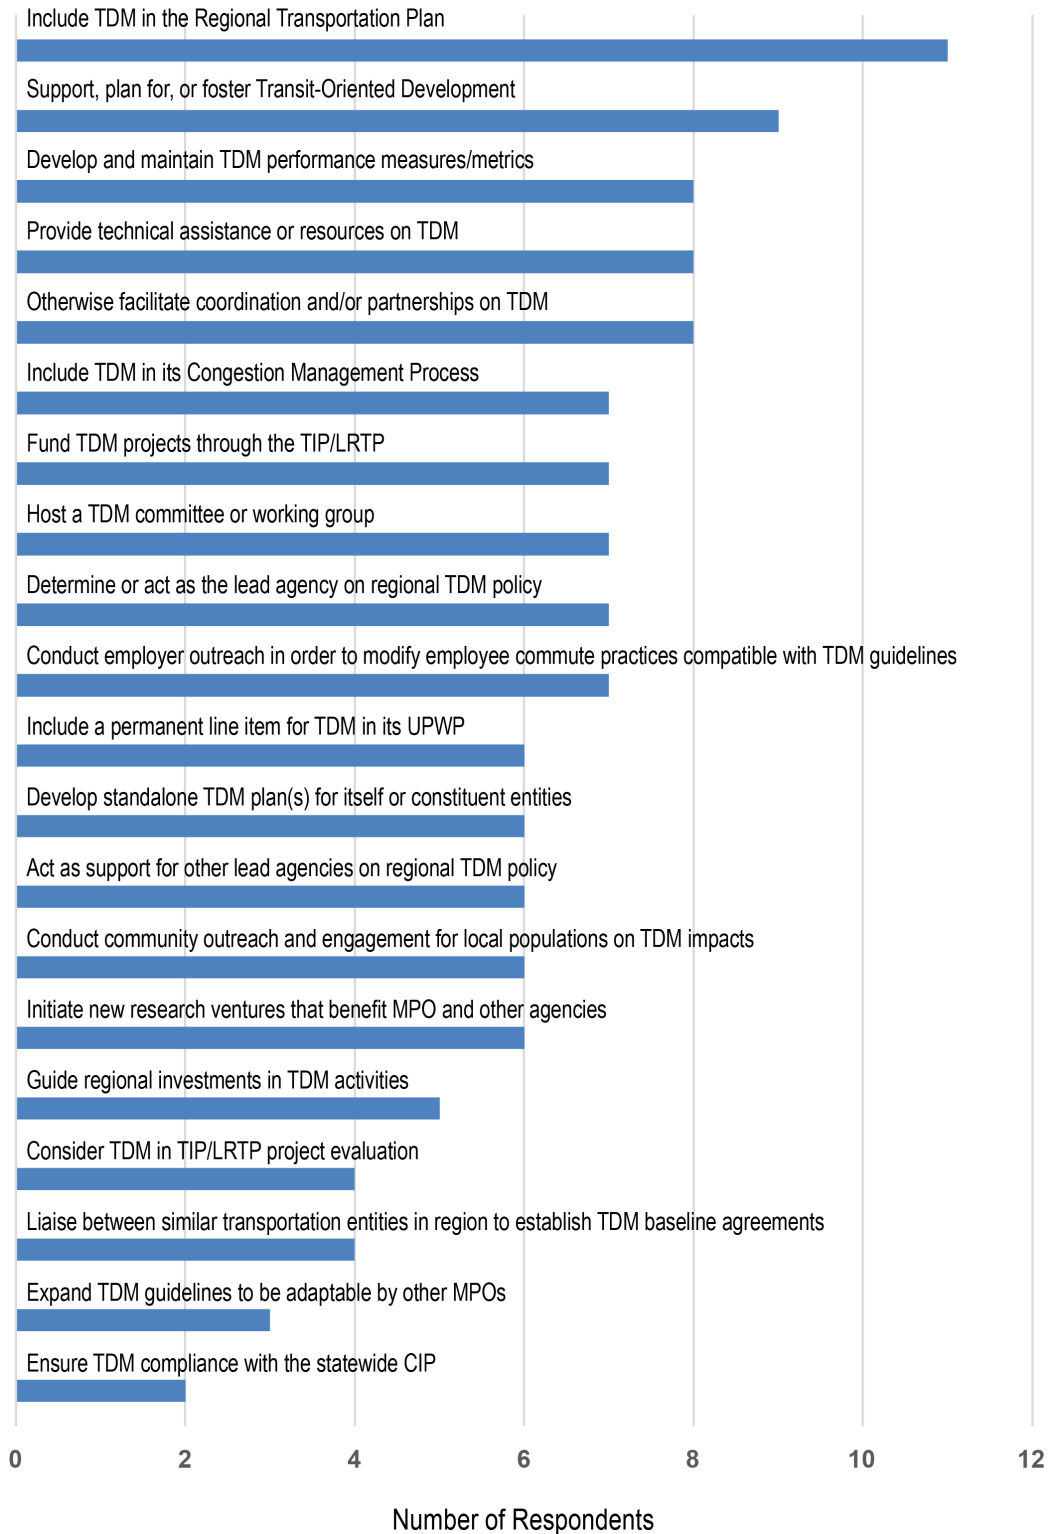 Include TDM in the Regional Transportation Plan
Support, plan for, or foster Transit-Oriented Development
Develop and maintain TDM performance measures/metrics
Provide technical assistance or resources on TDM
Otherwise facilitate coordination and/or partnerships on TDM
Include TDM in its Congestion Management Process
Fund TDM projects through the TIP/LRTP
Host a TDM committee or working group
Determine or act as the lead agency on regional TDM policy
Conduct employer outreach in order to modify employee commute practices compatible with TDM guidelines
Include a permanent line item for TDM in its UPWP
Develop standalone TDM plan(s) for itself or constituent entities
Act as support for other lead agencies on regional TDM policy
Conduct community outreach and engagement for local populations on TDM impacts
Initiate new research ventures that benefit MPO and other agencies
Guide regional investments in TDM activities
Consider TDM in TIP/LRTP project evaluation
Liaise between similar transportation entities in region to establish TDM baseline agreements
Expand TDM guidelines to be adaptable by other MPOs
Ensure TDM compliance with the statewide CIP
0 2 4 6 8 10 12
Number of Respondents